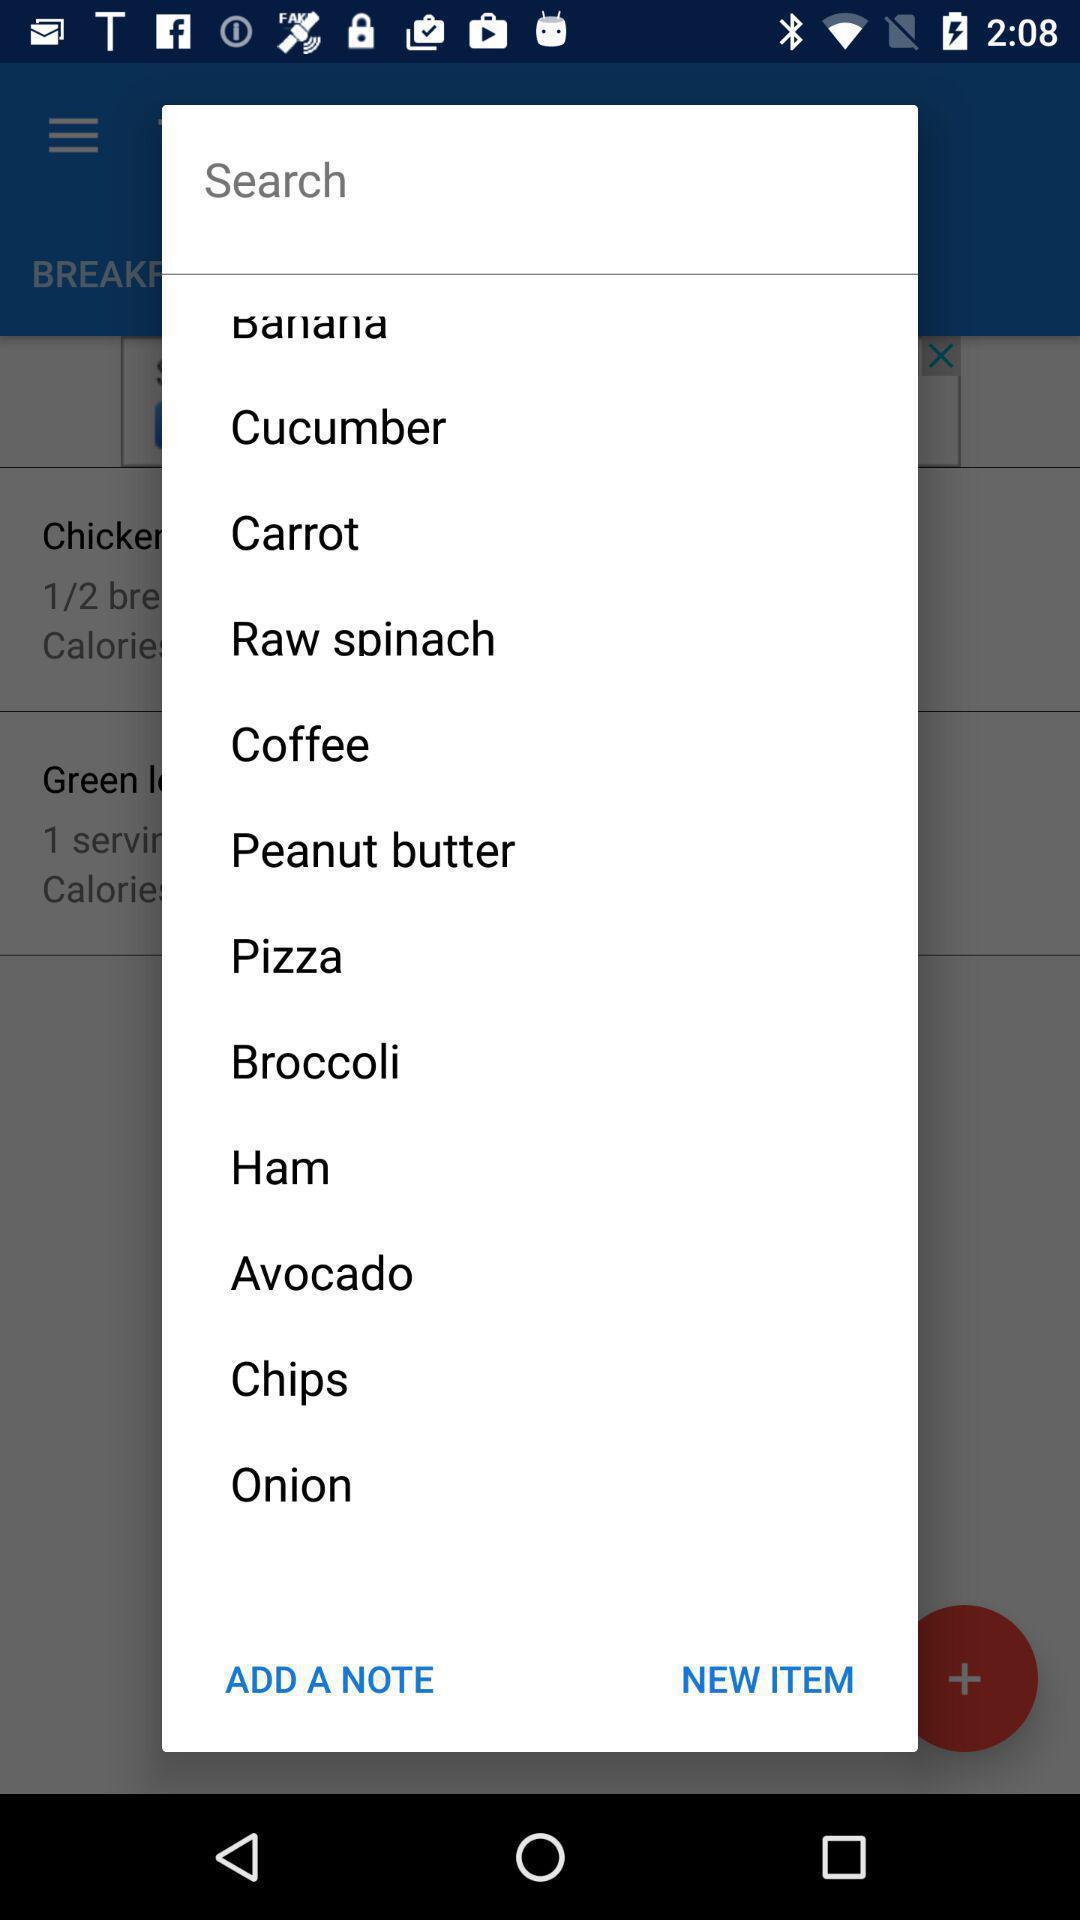 FAKE 2:08
Search
BREAKF
Banana
Cucumber
Carrot
Chicken
1/2 bre
Raw spinach
Calories
Coffee
Green l
1 servin
Peanut butter
Calories
Pizza
Broccoli
Ham
Avocado
Chips
Onion
ADD A NOTE NEW ITEM